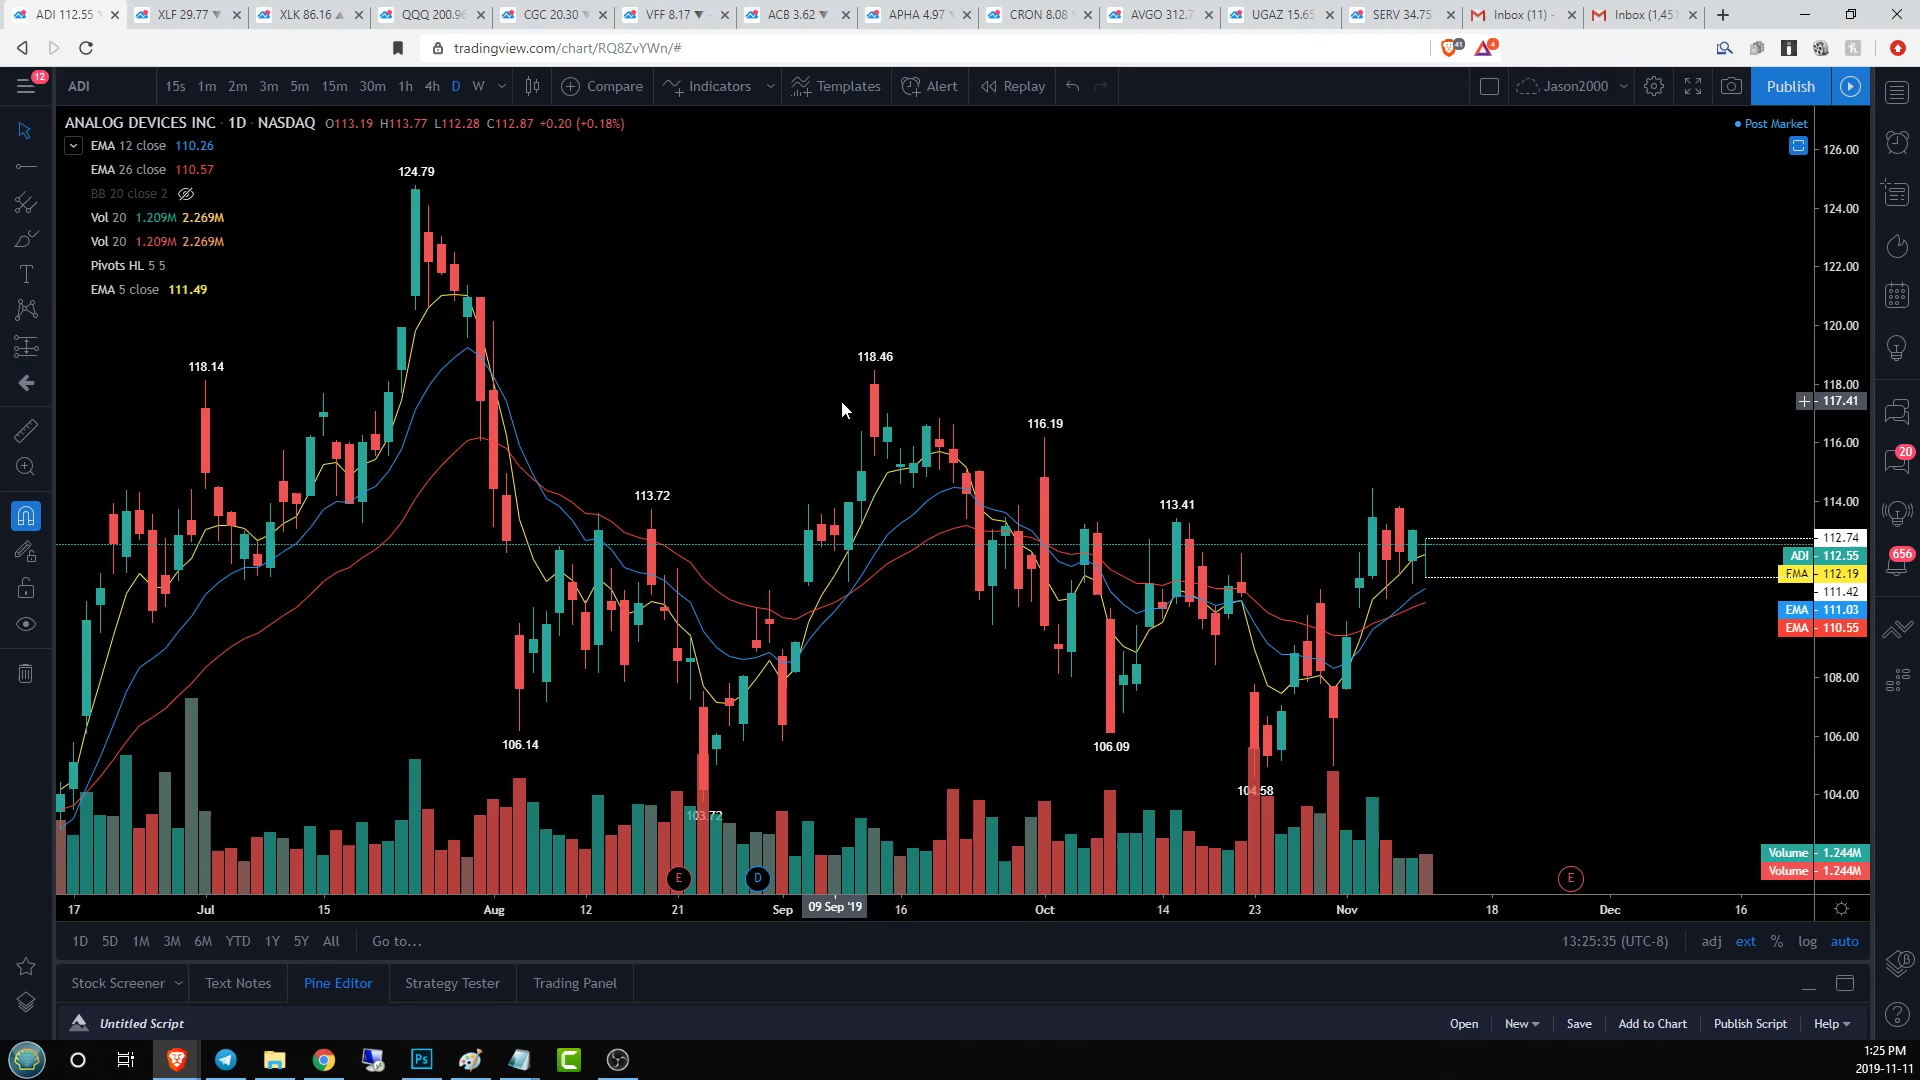 ADI 112.55 XLF 29.77 ▼ XLK 86.16 ▲ QQQ 200.96 CGC 20.30 ▼ VFF 8.17 ▼ ACB 3.62 ▼ APHA 4.97 CRON 8.08 AVGO 312.7 UGAZ 15.65 SERV 34.75 Inbox (11) - Inbox (1,451
tradingview.com/chart/RQ8ZvYWn/# 41 4
12 ADI 15s 1m 2m 3m 5m 15m 30m 1h 4h D W Compare Indicators Templates Alert Replay Jason2000 Publish
ANALOG DEVICES INC · 1D · NASDAQ O113.19 H113.77 L112.28 C112.87 +0.20 (+0.18%)
Post Market
EMA 12 close 110.26
EMA 26 close 110.57
BB 20 close 2
Vol 20 1.209M 2.269M
Vol 20 1.209M 2.269M
Pivots HL 5 5
EMA 5 close 111.49
124.79
118.14
118.46
116.19
113.72
113.41
106.14
106.09
104.58
103.72
126.00
124.00
122.00
120.00
118.00
117.41
116.00
114.00
112.74
ADI 112.55
EMA 112.19
111.42
EMA 111.03
EMA 110.55
108.00
106.00
104.00
Volume 1.244M
Volume 1.244M
20
656
E D E
17 Jul 15 Aug 12 21 Sep 09 Sep '19 16 Oct 14 23 Nov 18 Dec 16
1D 5D 1M 3M 6M YTD 1Y 5Y All Go to... 13:25:35 (UTC-8) adj ext % log auto
Stock Screener Text Notes Pine Editor Strategy Tester Trading Panel
Untitled Script Open New Save Add to Chart Publish Script Help
Ps
1:25 PM
2019-11-11